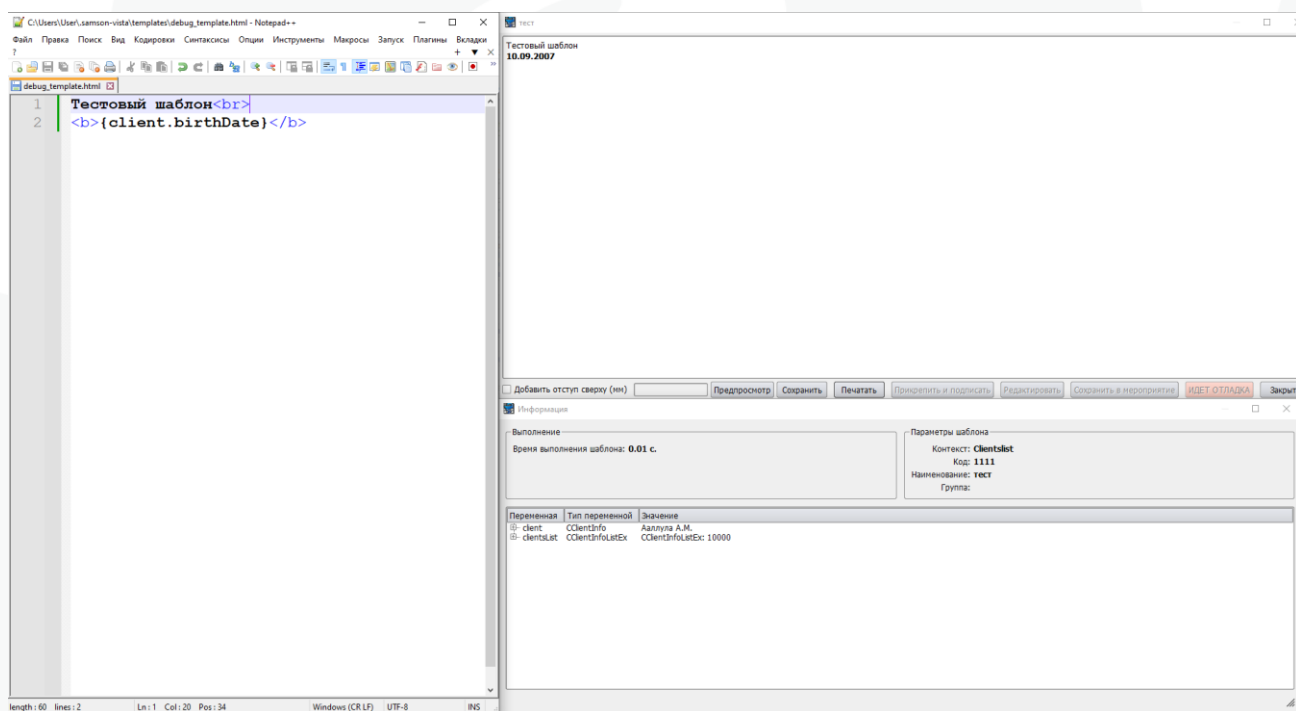 C:\Users\User\.samson-vista\templates\debug_template.html - Notepad++
Файл Правка Поиск Вид Кодировки Синтаксисы Опции Инструменты Макросы Запуск Плагины Вкладки
?
debug_template.html
1 Тестовый шаблон<br>
2 <b>{client.birthDate}</b>
length : 60 lines : 2 Ln : 1 Col : 20 Pos : 34 Windows (CR LF) UTF-8 INS
тест
Тестовый шаблон
10.09.2007
Добавить отступ сверху (мм) Предпросмотр Сохранить Печатать Прикрепить и подписать Редактировать Сохранить в мероприятие ИДЕТ ОТЛАДКА Закрыт
Информация
Выполнение
Время выполнения шаблона: 0.01 с.
Параметры шаблона
Контекст: Clientslist
Код: 1111
Наименование: тест
Группа:
Переменная Тип переменной Значение
client CClientInfo Ааллула А.М.
clientsList CClientInfoListEx CClientInfoListEx: 10000